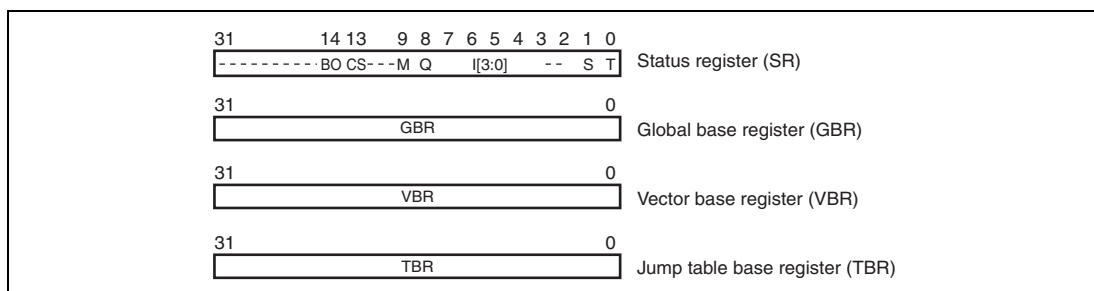 31 14 13 9 8 7 6 5 4 3 2 1 0
---------- BO CS---M Q I[3:0] -- S T Status register (SR)
31 0
GBR Global base register (GBR)
31 0
VBR Vector base register (VBR)
31 0
TBR Jump table base register (TBR)